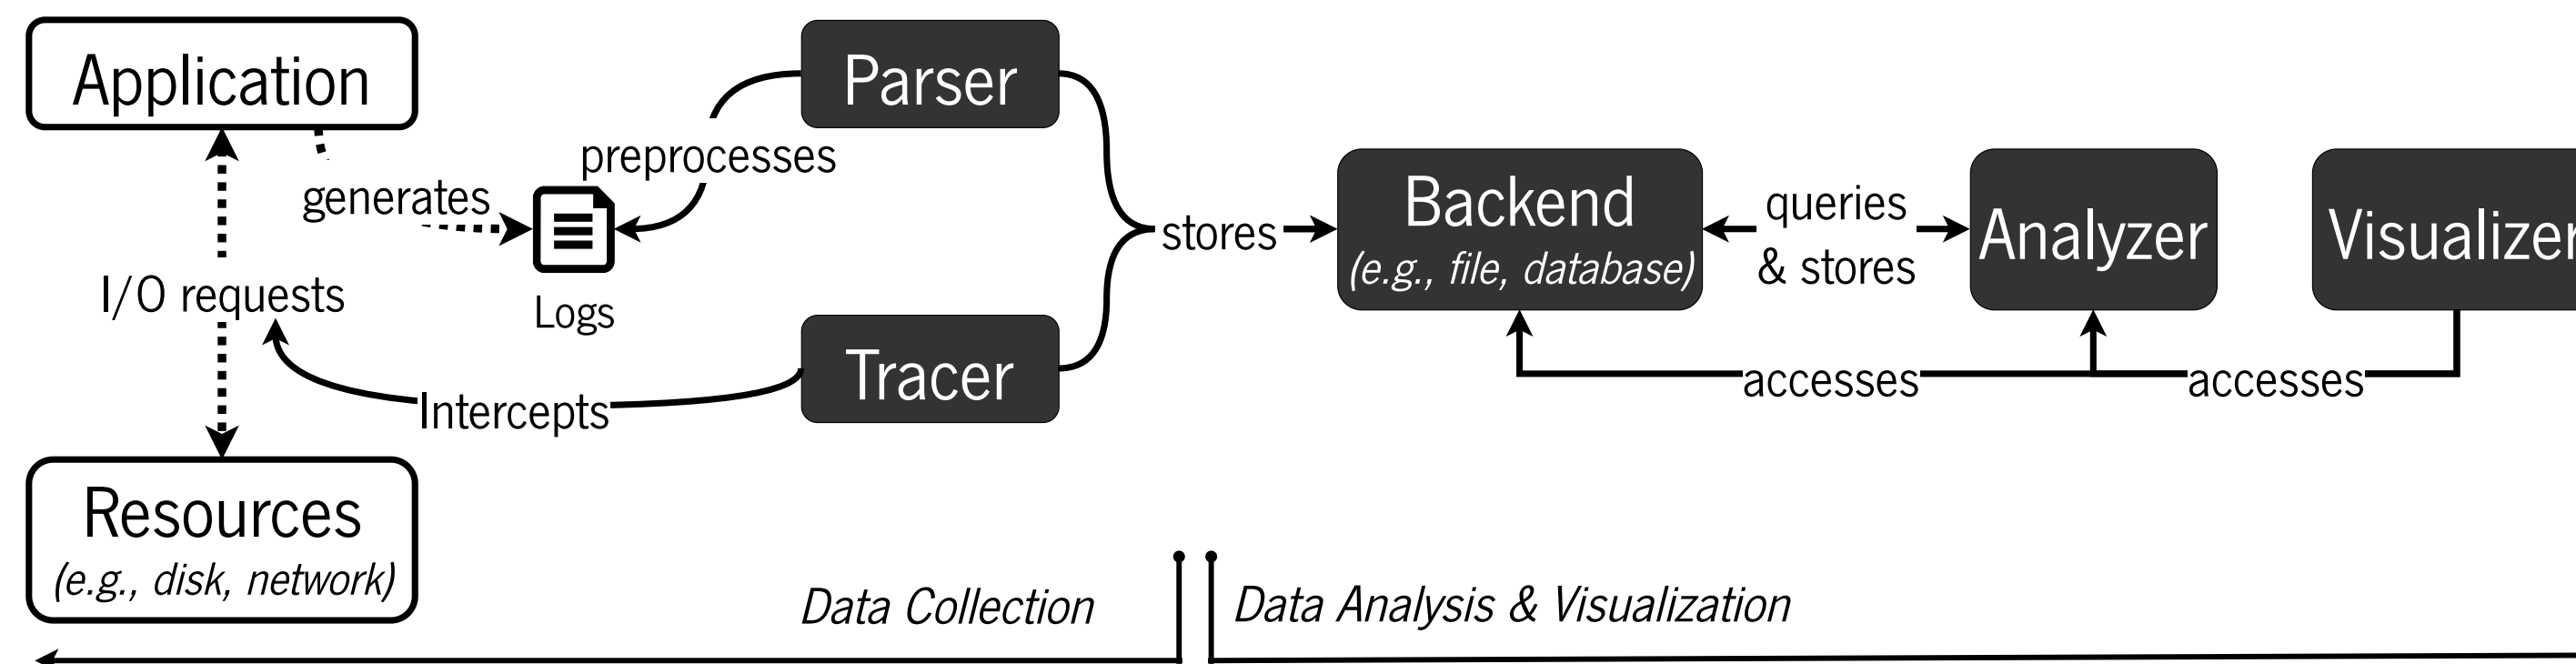 Application
Parser
preprocesses
generates
Logs
I/O requests
Tracer
Intercepts
Resources
(e.g., disk, network)
stores
Backend
(e.g., file, database)
queries
& stores
Analyzer
Visualizer
accesses
accesses
Data Collection
Data Analysis & Visualization